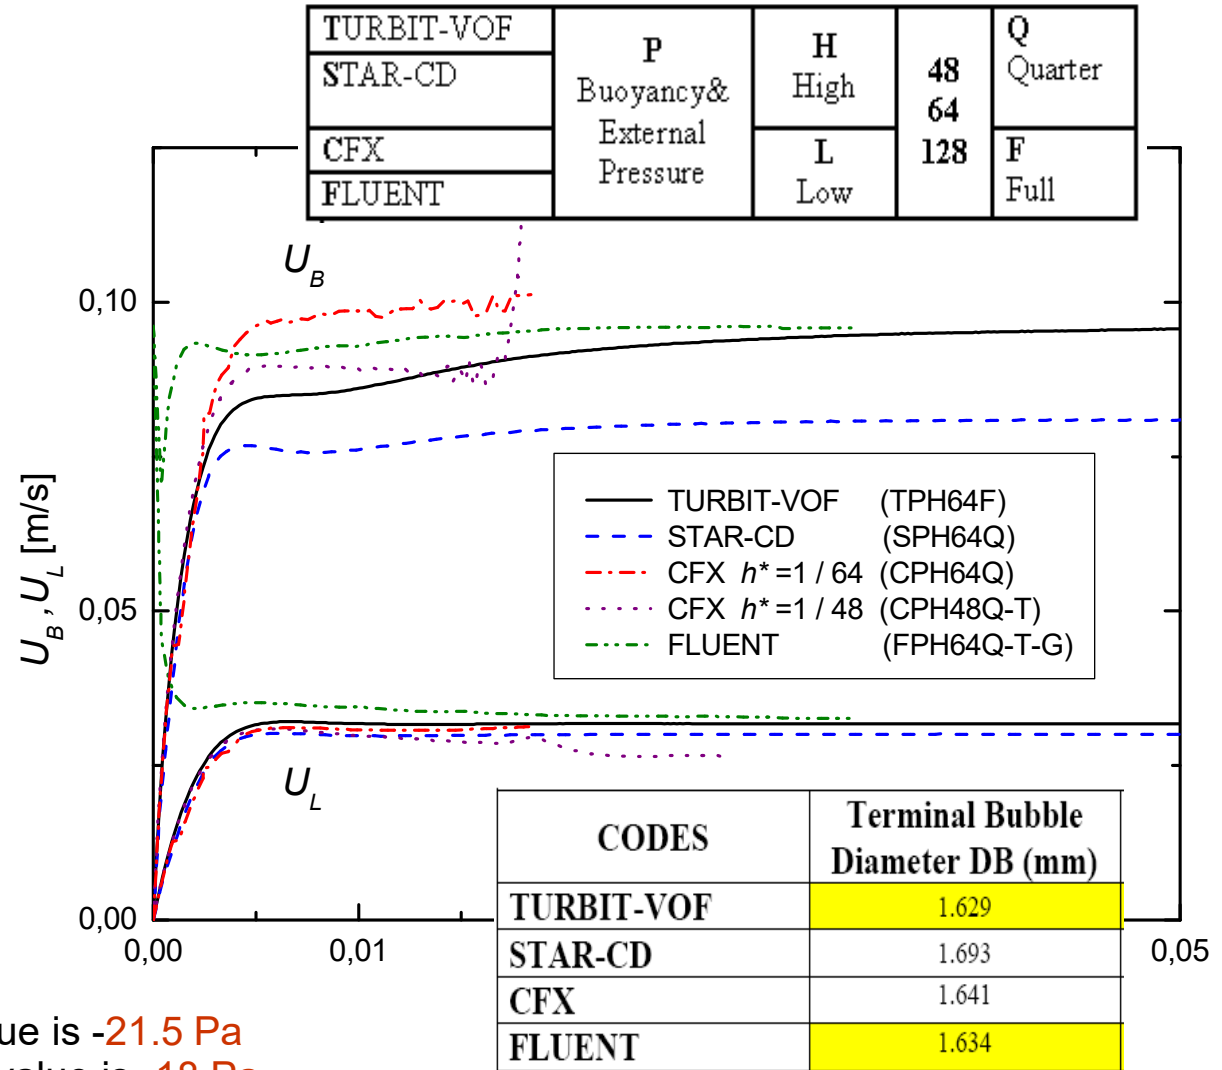 TURBIT-VOF
STAR-CD
CFX
FLUENT
P
Buoyancy&
External
Pressure
H
High
L
Low
48
64
128
Q
Quarter
F
Full
U_B
U_L
U_B , U_L [m/s]
0,10
0,05
0,00
0,00
0,01
0,05
TURBIT-VOF (TPH64F)
STAR-CD (SPH64Q)
CFX h* =1 / 64 (CPH64Q)
CFX h* =1 / 48 (CPH48Q-T)
FLUENT (FPH64Q-T-G)
CODES
Terminal Bubble
Diameter DB (mm)
TURBIT-VOF 1.629
STAR-CD 1.693
CFX 1.641
FLUENT 1.634
ue is -21.5 Pa